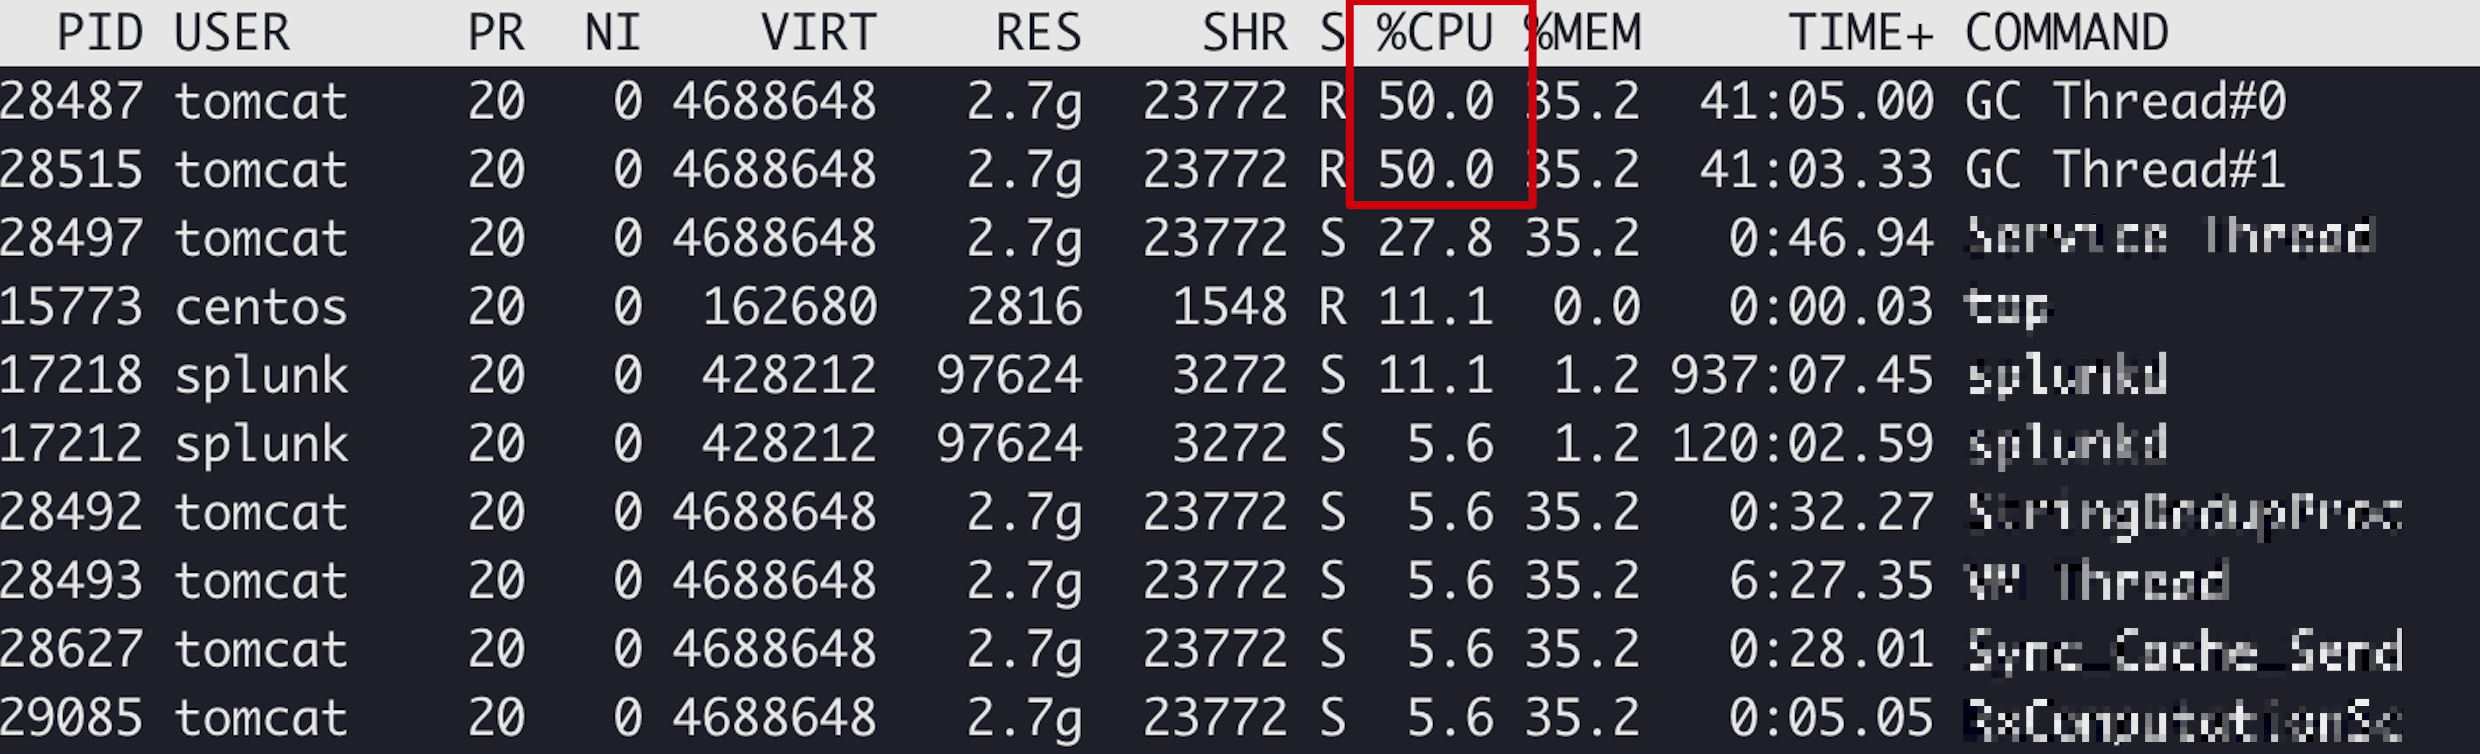 PID USER PR NI VIRT RES SHR S %CPU %MEM TIME+ COMMAND
28487 tomcat 20 0 4688648 2.7g 23772 R 50.0 35.2 41:05.00 GC Thread#0
28515 tomcat 20 0 4688648 2.7g 23772 R 50.0 35.2 41:03.33 GC Thread#1
28497 tomcat 20 0 4688648 2.7g 23772 S 27.8 35.2 0:46.94 Service Thread
15773 centos 20 0 162680 2816 1548 R 11.1 0.0 0:00.03 top
17218 splunk 20 0 428212 97624 3272 S 11.1 1.2 937:07.45 splunkd
17212 splunk 20 0 428212 97624 3272 S 5.6 1.2 120:02.59 splunkd
28492 tomcat 20 0 4688648 2.7g 23772 S 5.6 35.2 0:32.27 StringDedupProc
28493 tomcat 20 0 4688648 2.7g 23772 S 5.6 35.2 6:27.35 VM Thread
28627 tomcat 20 0 4688648 2.7g 23772 S 5.6 35.2 0:28.01 Sync_Cache_Send
29085 tomcat 20 0 4688648 2.7g 23772 S 5.6 35.2 0:05.05 RxComputationSc